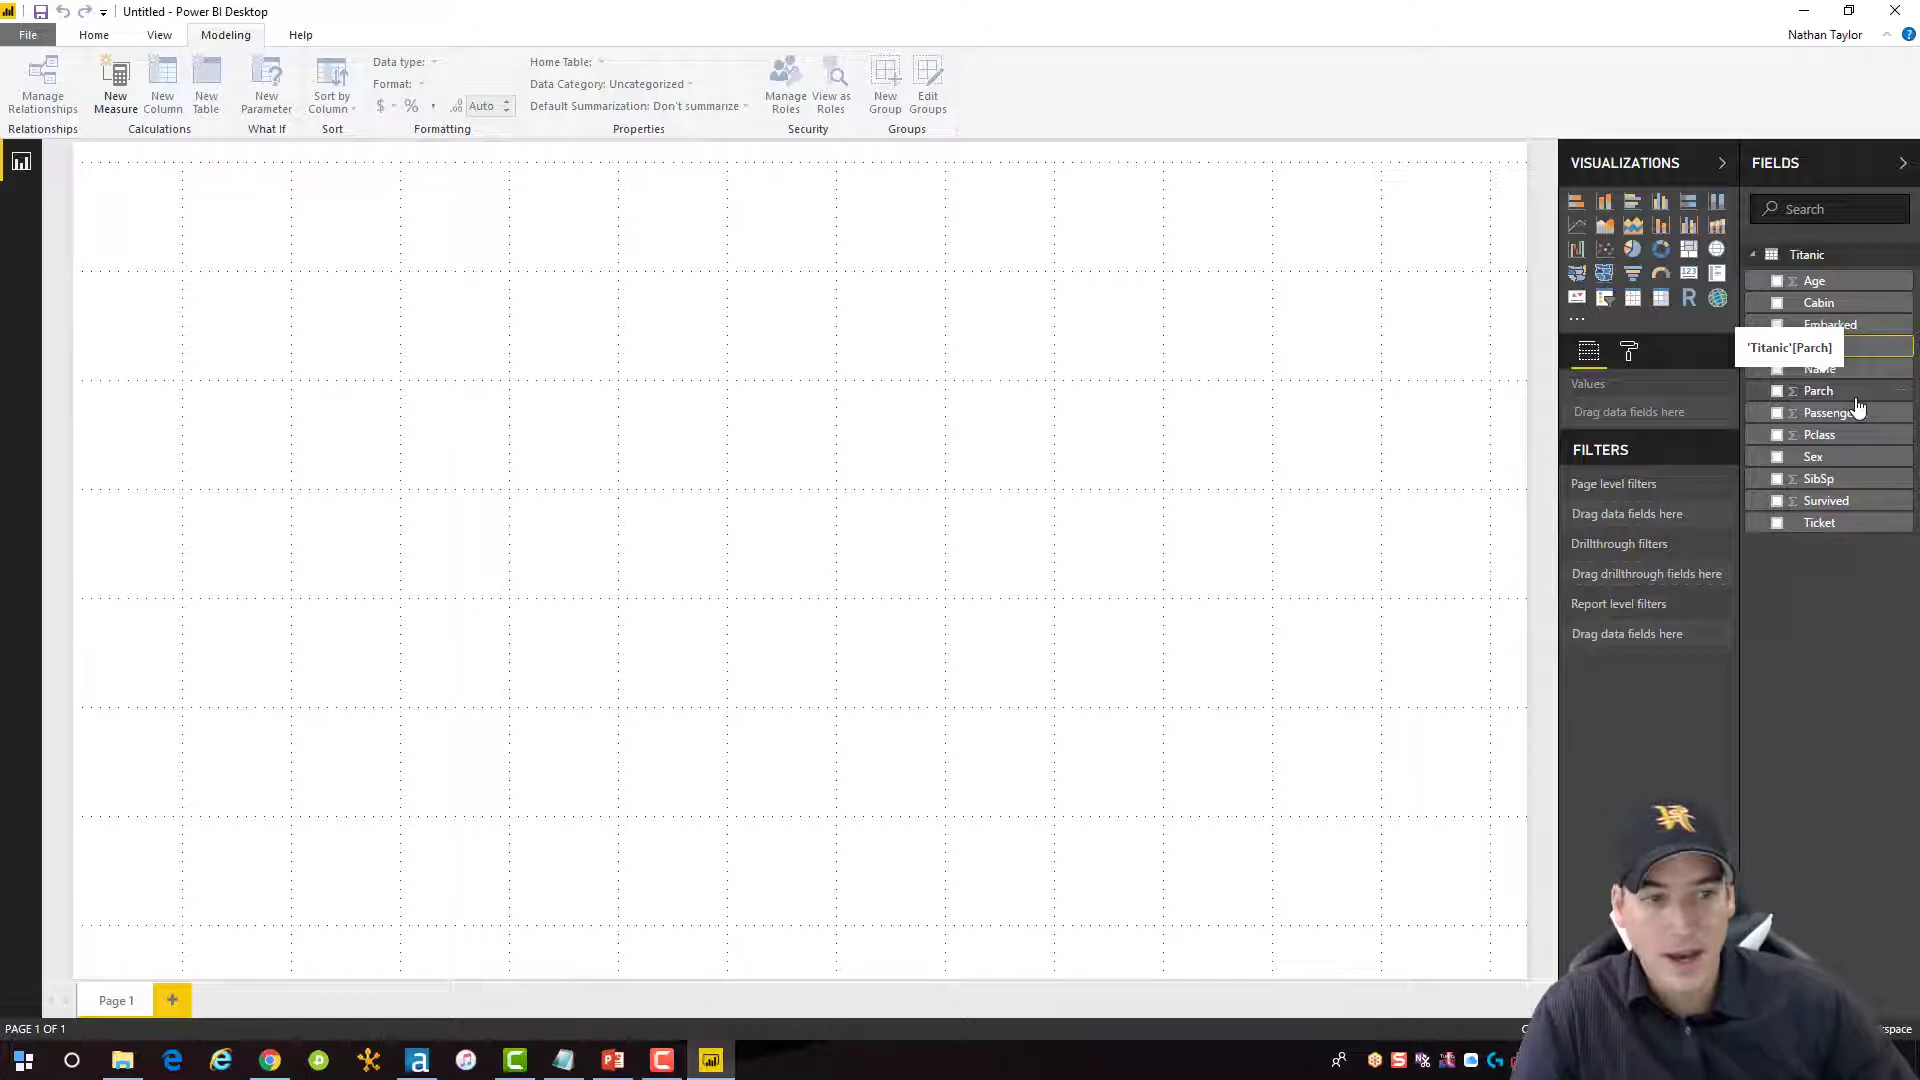 Untitled - Power BI Desktop
File
Home
View
Modeling
Help
Nathan Taylor
Manage Relationships
New Measure
New Column
New Table
New Parameter
Sort by Column
Data type:
Format:
$ % , Auto
Home Table:
Data Category: Uncategorized
Default Summarization: Don't summarize
Manage Roles
View as Roles
New Group
Edit Groups
Relationships
Calculations
What If
Sort
Formatting
Properties
Security
Groups
VISUALIZATIONS
FIELDS
Search
Titanic
Age
Cabin
Embarked
'Titanic'[Parch]
Name
Parch
Pclass
Sex
SibSp
Survived
Ticket
Values
Drag data fields here
FILTERS
Page level filters
Drag data fields here
Drillthrough filters
Drag drillthrough fields here
Report level filters
Drag data fields here
Page 1
PAGE 1 OF 1